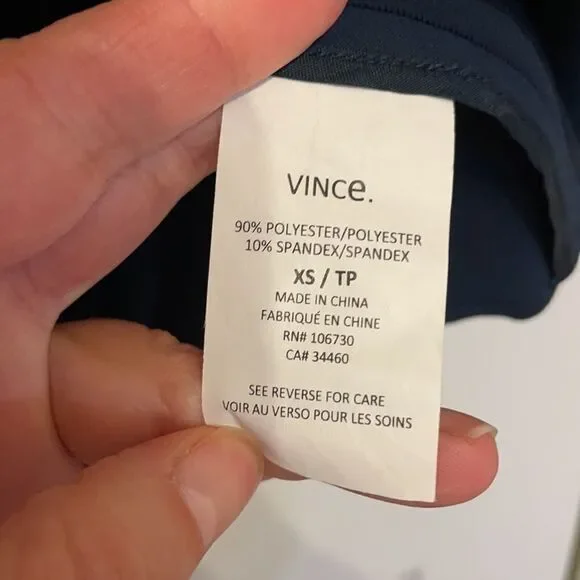 VINCe.
90% POLYESTER/POLYESTER
10% SPANDEX/SPANDEX
XS / TP
MADE IN CHINA
FABRIQUÉ EN CHINE
RN# 106730
CA# 34460
SEE REVERSE FOR CARE
VOIR AU VERSO POUR LES SOINS